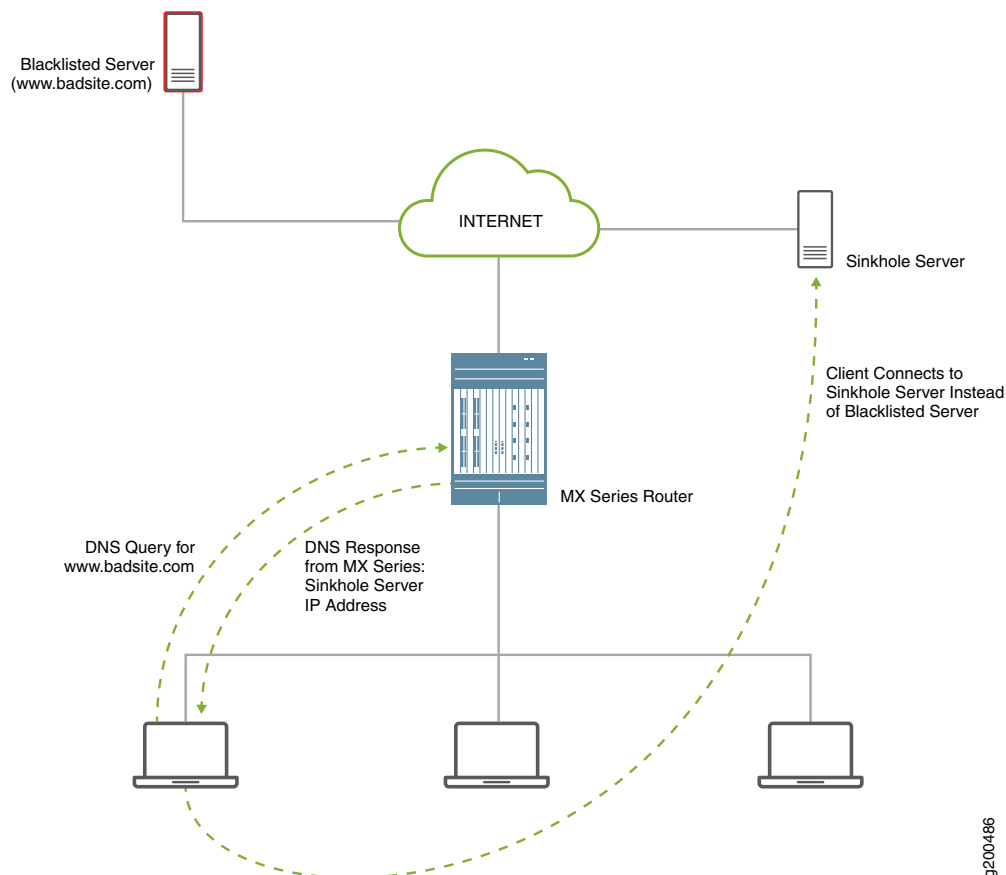 Blacklisted Server
(www.badsite.com)
INTERNET
Sinkhole Server
Client Connects to
Sinkhole Server Instead
of Blacklisted Server
MX Series Router
DNS Query for
www.badsite.com
DNS Response
from MX Series:
Sinkhole Server
IP Address
g200486